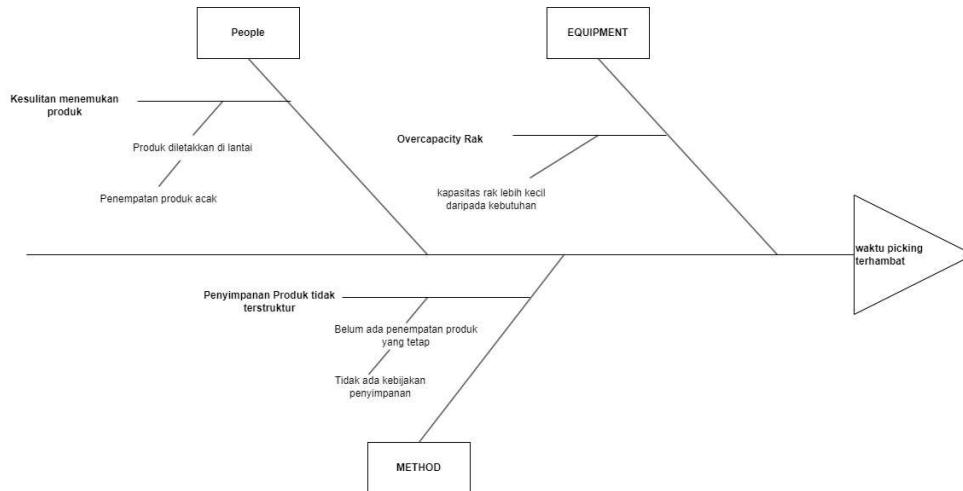 People
EQUIPMENT
Kesulitan menemukan
produk
Produk diletakkan di lantai
Penempatan produk acak
Overcapacity Rak
kapasitas rak lebih kecil
daripada kebutuhan
waktu picking
terhambat
Penyimpanan Produk tidak
terstruktur
Belum ada penempatan produk
yang tetap
Tidak ada kebijakan
penyimpanan
METHOD